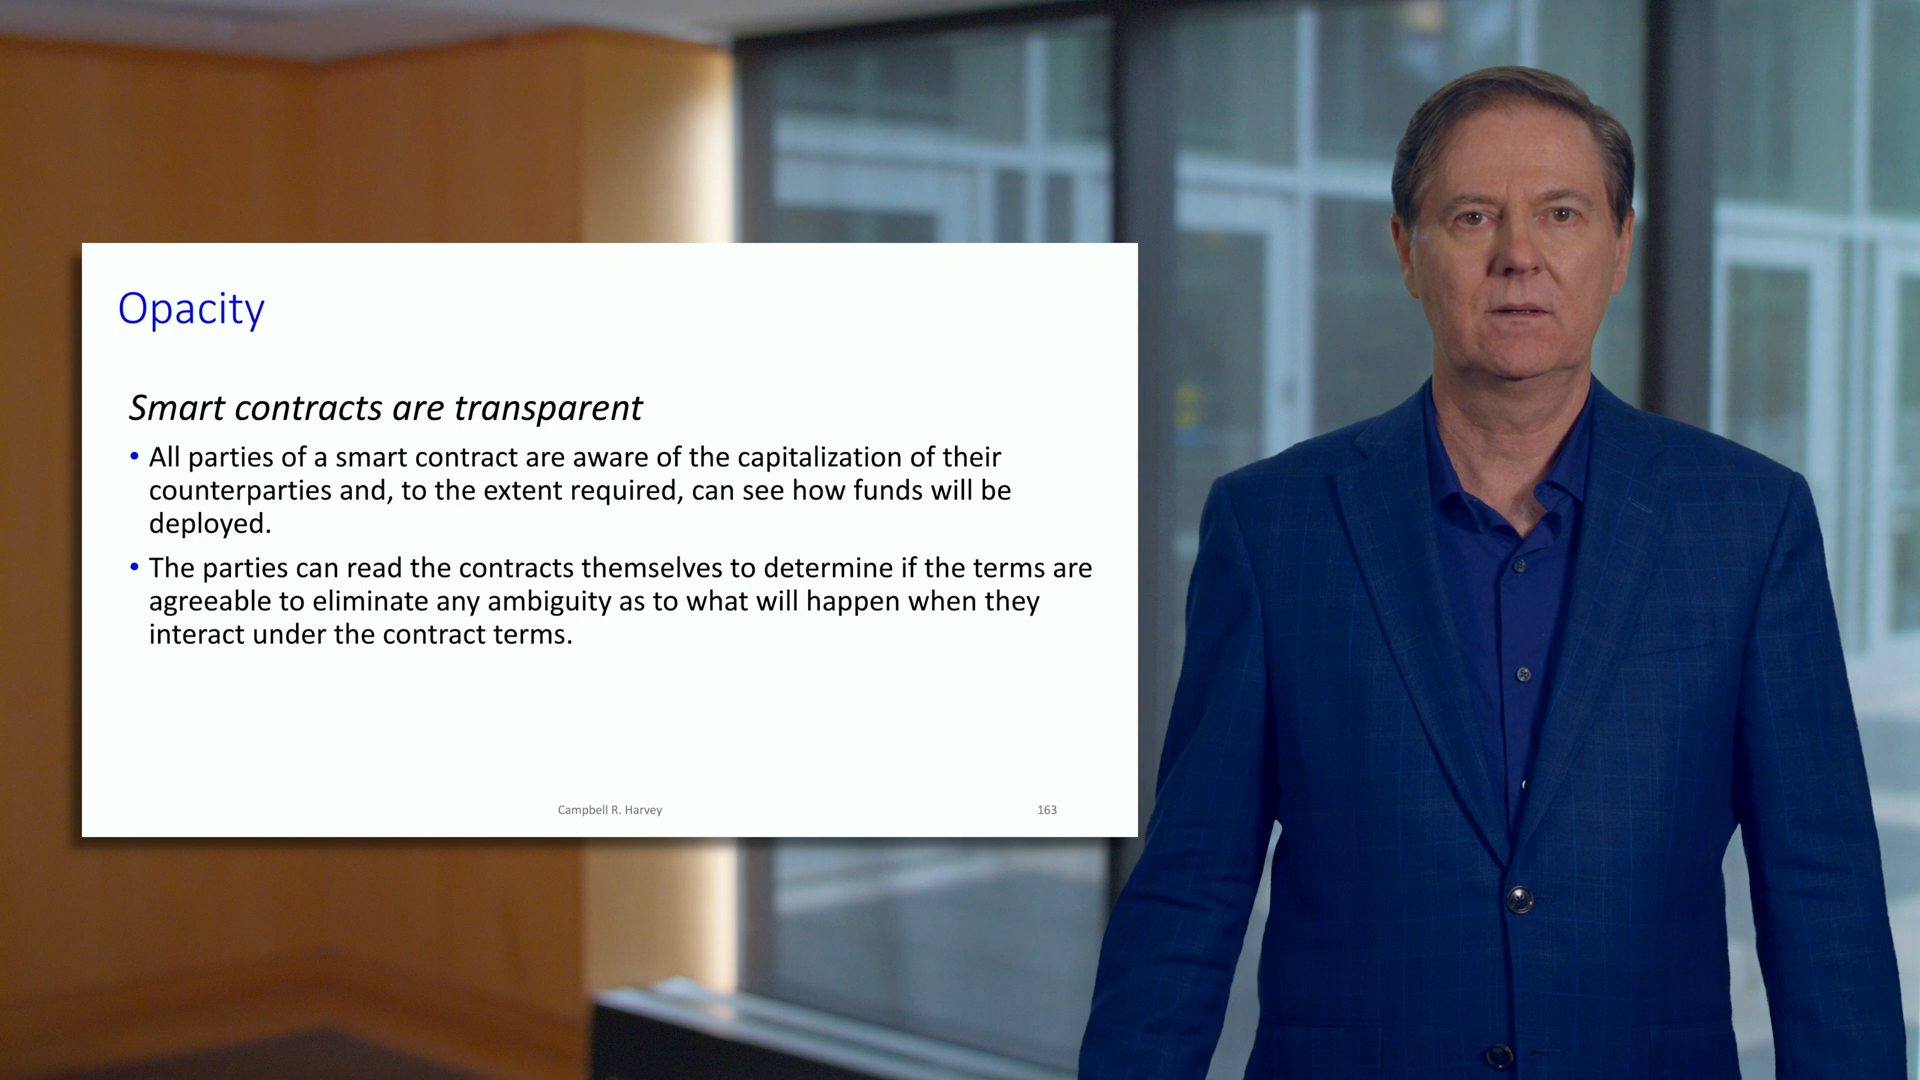 Opacity
Smart contracts are transparent
• All parties of a smart contract are aware of the capitalization of their
counterparties and, to the extent required, can see how funds will be
deployed.
• The parties can read the contracts themselves to determine if the terms are
agreeable to eliminate any ambiguity as to what will happen when they
interact under the contract terms.
Campbell R. Harvey
163